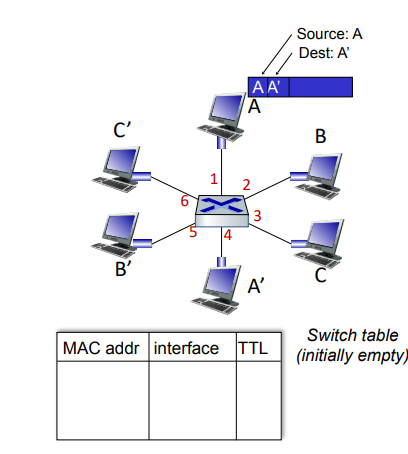 Source: A
Dest: A’
A A’
A
C’
B
1
2
6
3
5
4
B’
A’
C
MAC addr interface TTL
Switch table
(initially empty)